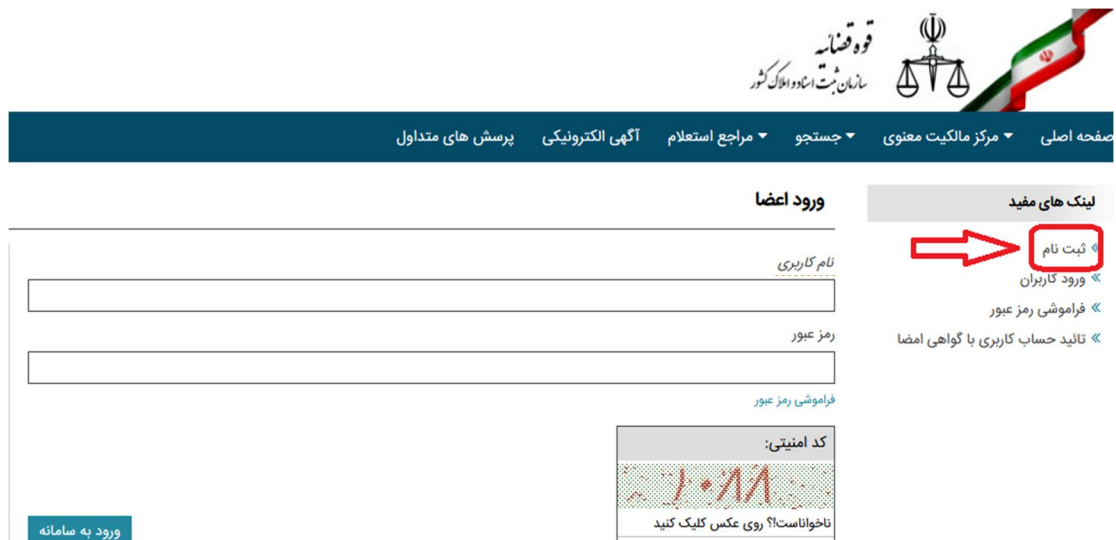 قوه قضائیه
سازمان ثبت اسناد و املاک کشور
صفحه اصلی مرکز مالکیت معنوی جستجو مراجع استعلام آگهی الکترونیکی پرسش های متداول
لینک های مفید
» ثبت نام
» ورود کاربران
» فراموشی رمز عبور
» تائید حساب کاربری با گواهی امضا
ورود اعضا
نام کاربری
رمز عبور
فراموشی رمز عبور
کد امنیتی:
۱۰۸۸
ناخواناست!؟ روی عکس کلیک کنید
ورود به سامانه